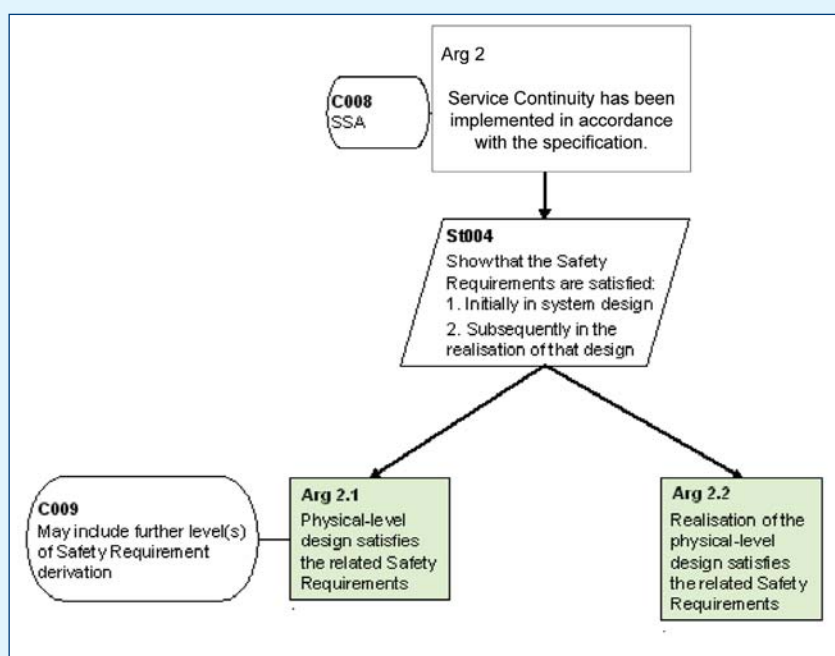 Arg 2
Service Continuity has been
implemented in accordance
with the specification.
C008
SSA
St004
Show that the Safety
Requirements are satisfied:
1. Initially in system design
2. Subsequently in the
realisation of that design
C009
May include further level(s)
of Safety Requirement
derivation
Arg 2.1
Physical-level
design satisfies
the related Safety
Requirements
Arg 2.2
Realisation of the
physical-level
design satisfies
the related Safety
Requirements